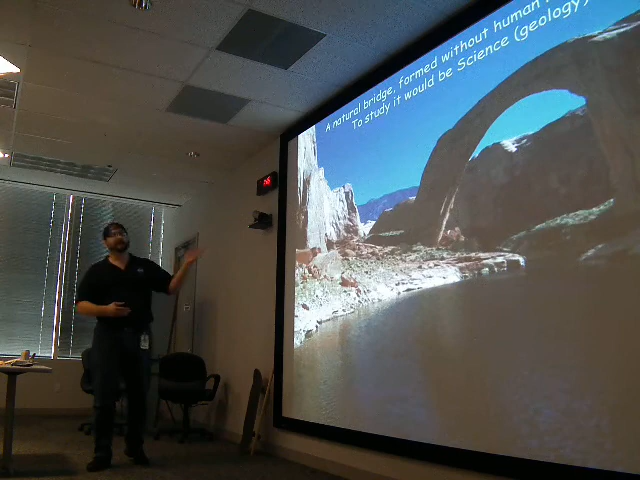 A natural bridge, formed without human
To study it would be Science (geology)